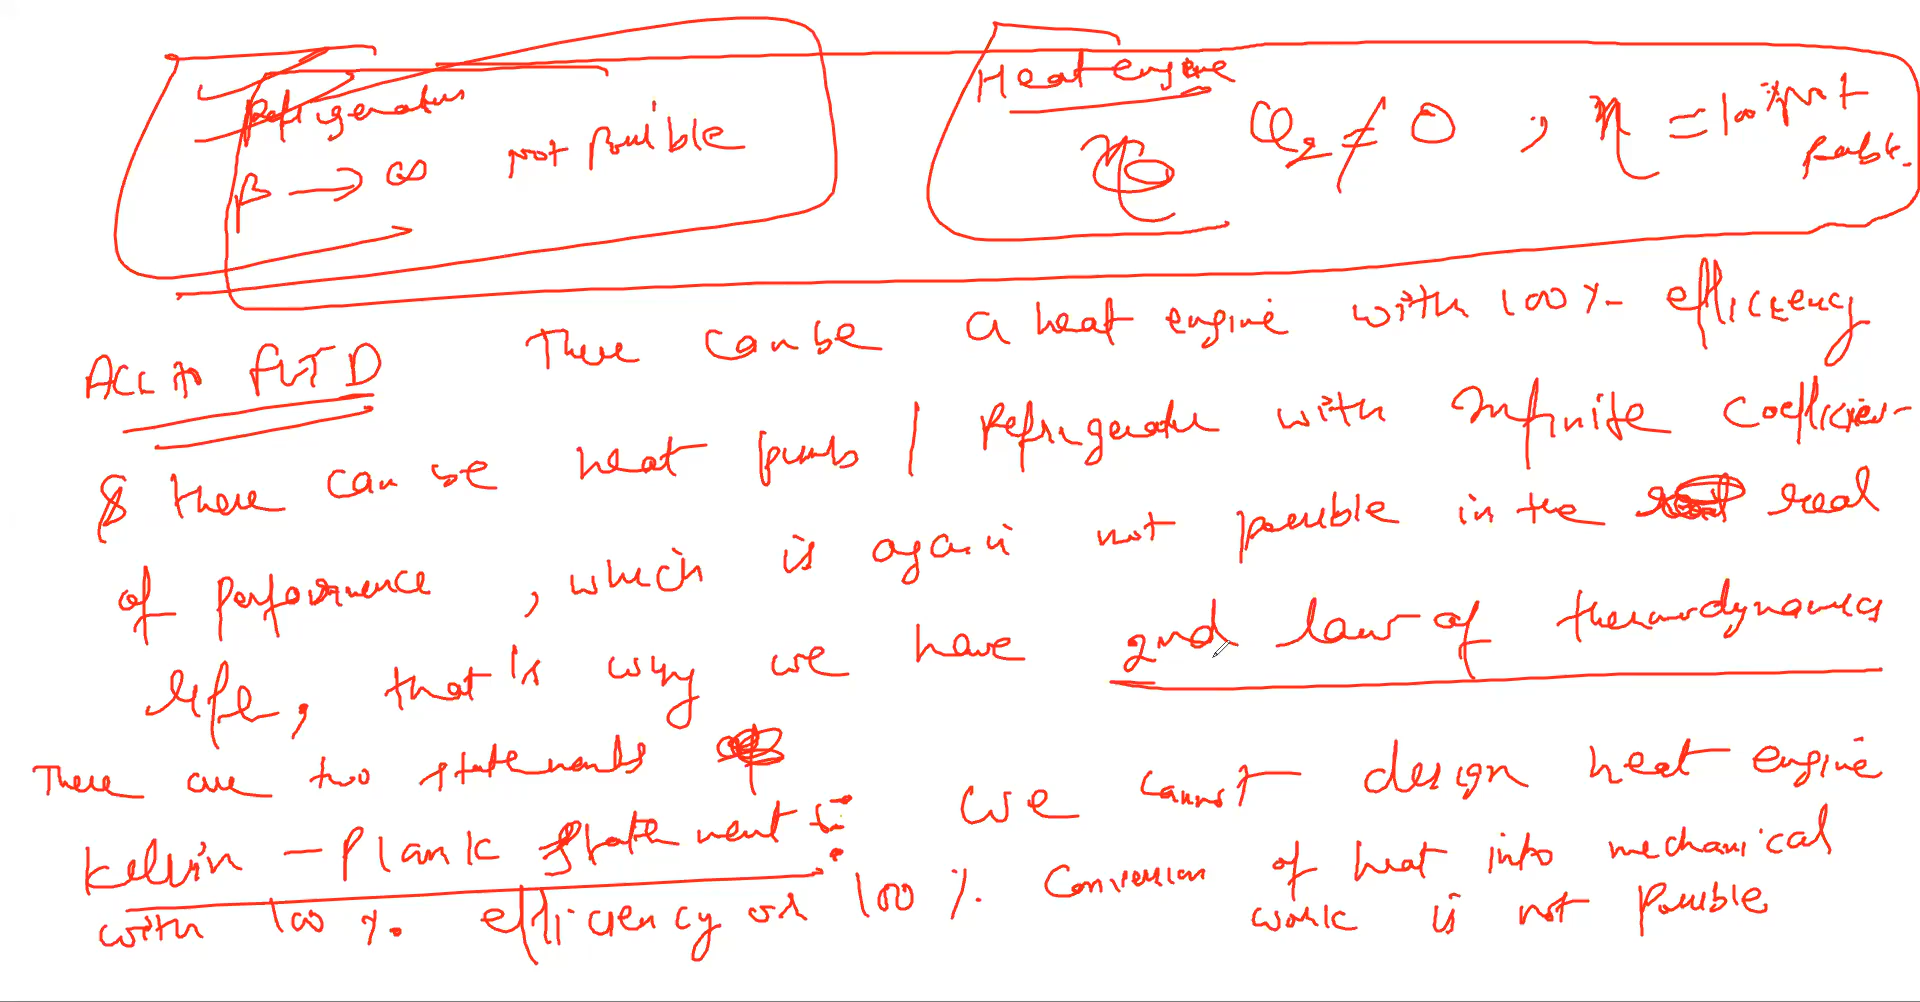 Refrigerator
β → ∞ not possible
Heat engine
η Q₂ ≠ 0 , η = 100% not possible.
Acc to FLTD There can be a heat engine with 100% efficiency
& there can be heat pump / Refrigerator with Infinite Coefficient
of performence , which is again not possible in the real
life, that's why we have 2nd law of thermodynamics
There are two statements
Kelvin - Plank Statement :- We cannot design heat engine
with 100%. efficiency or 100%. Conversion of heat into mechanical
work is not possible